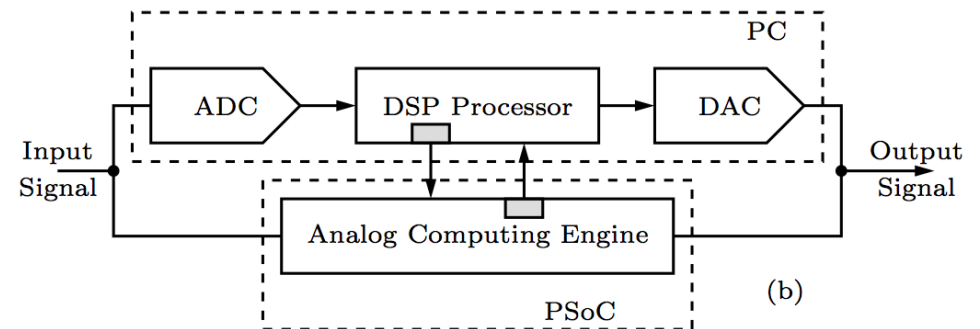 PC
ADC
DSP Processor
DAC
Input
Signal
Output
Signal
Analog Computing Engine
(b)
PSoC